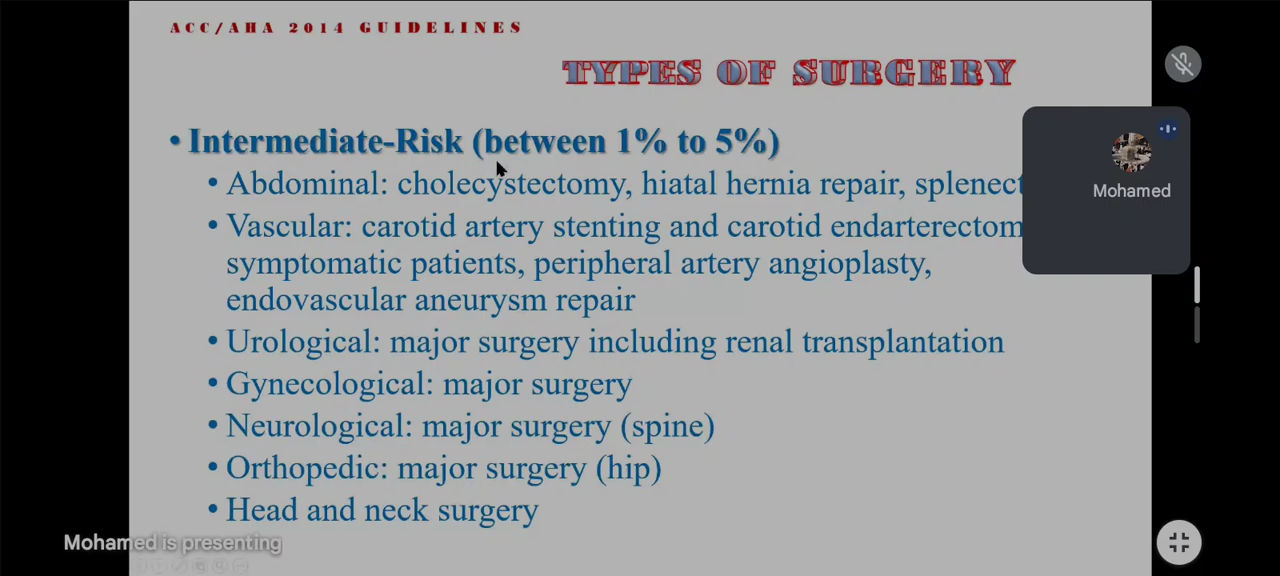 ACC/AHA 2014 GUIDELINES
TYPES OF SURGERY
• Intermediate-Risk (between 1% to 5%)
• Abdominal: cholecystectomy, hiatal hernia repair, splenect
• Vascular: carotid artery stenting and carotid endarterectom
symptomatic patients, peripheral artery angioplasty,
endovascular aneurysm repair
• Urological: major surgery including renal transplantation
• Gynecological: major surgery
• Neurological: major surgery (spine)
• Orthopedic: major surgery (hip)
• Head and neck surgery
Mohamed
Mohamed is presenting